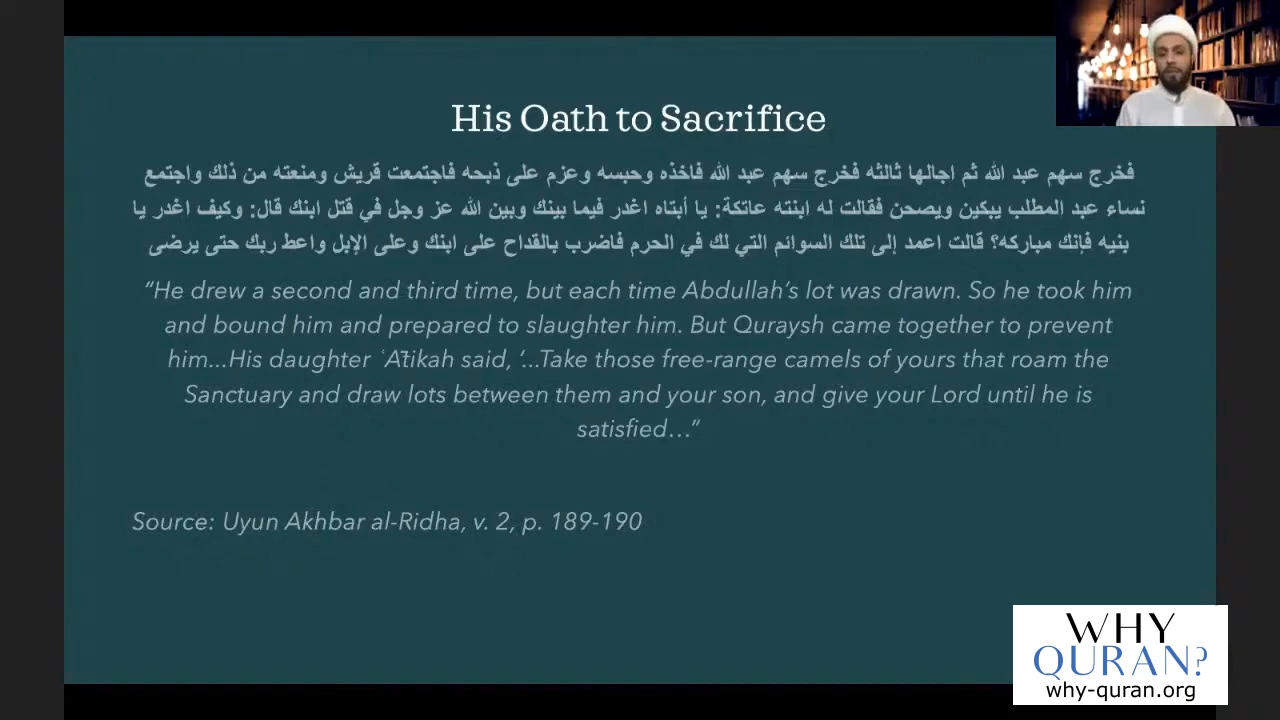 His Oath to Sacrifice
فخرج سهم عبد الله ثم اجالها ثالثه فخرج سهم عبد الله فاخذه وحبسه وعزم على ذبحه فاجتمعت قريش ومنعته من ذلك واجتمع
نساء عبد المطلب يبكين ويصحن فقالت له ابنته عاتكة: يا أبتاه اغدر فيما بينك وبين الله عز وجل في قتل ابنك قال: وكيف اغدر يا
بنيه فإنك مباركه؟ قالت اعمد إلى تلك السوائم التي لك في الحرم فاضرب بالقداح على ابنك وعلى الإبل واعط ربك حتى يرضى
“He drew a second and third time, but each time Abdullah’s lot was drawn. So he took him
and bound him and prepared to slaughter him. But Quraysh came together to prevent
him...His daughter ʿĀtikah said, ‘...Take those free-range camels of yours that roam the
Sanctuary and draw lots between them and your son, and give your Lord until he is
satisfied…”
Source: Uyun Akhbar al-Ridha, v. 2, p. 189-190
WHY
QURAN?
why-quran.org